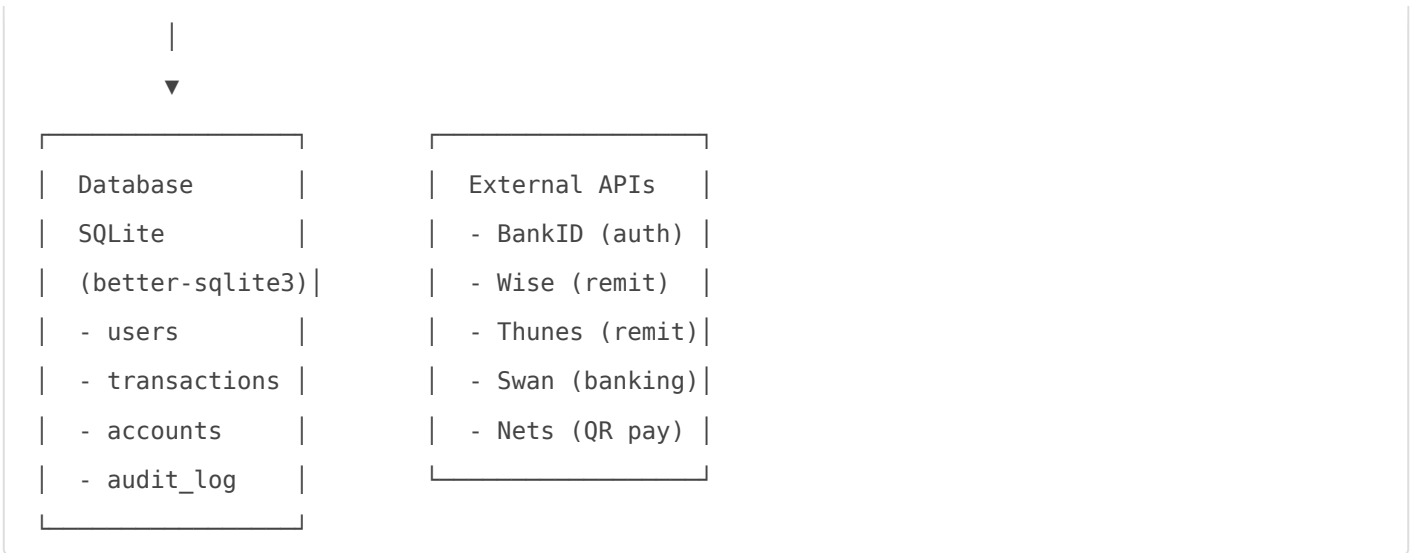 Database
SQLite
(better-sqlite3)
- users
- transactions
- accounts
- audit_log
External APIs
- BankID (auth)
- Wise (remit)
- Thunes (remit)
- Swan (banking)
- Nets (QR pay)